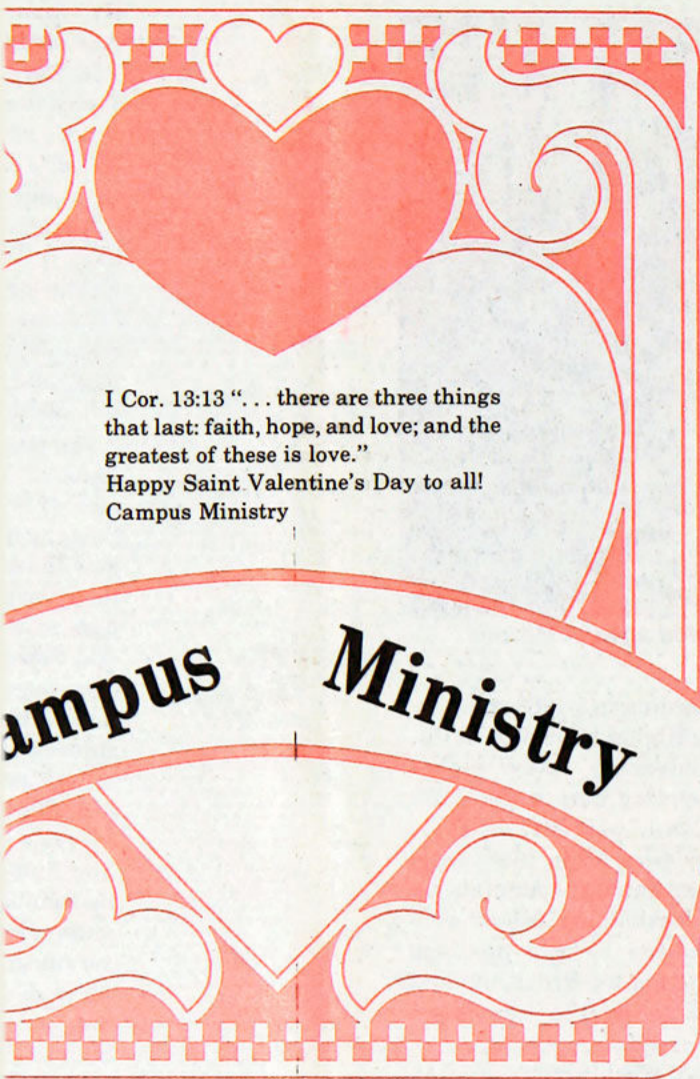 I Cor. 13:13 “. . . there are three things
that last: faith, hope, and love; and the
greatest of these is love.”
Happy Saint Valentine’s Day to all!
Campus Ministry
ampus Ministry